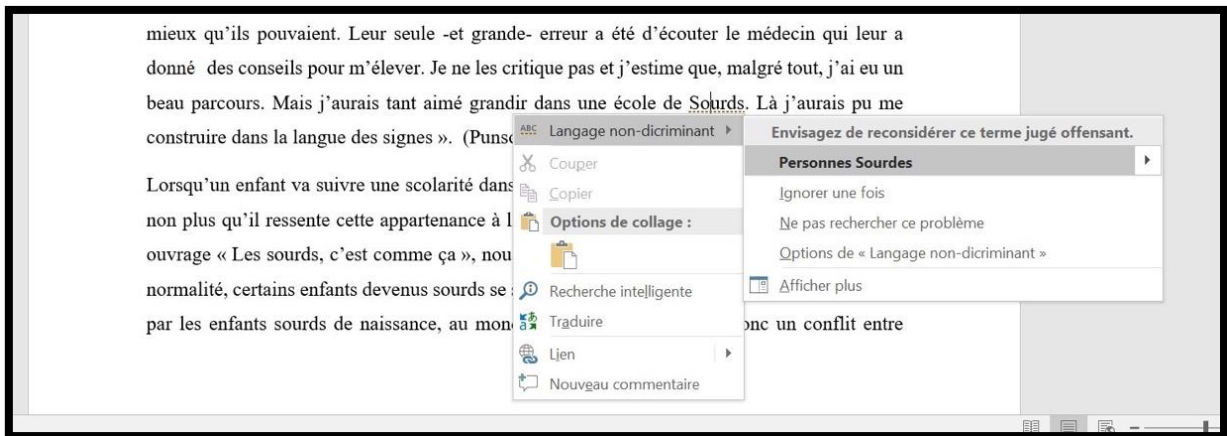 mieux qu'ils pouvaient. Leur seule -et grande- erreur a été d'écouter le médecin qui leur a
donné des conseils pour m'élever. Je ne les critique pas et j'estime que, malgré tout, j'ai eu un
beau parcours. Mais j'aurais tant aimé grandir dans une école de Sourds. Là j'aurais pu me
construire dans la langue des signes ». (Puns
Lorsqu'un enfant va suivre une scolarité dans
non plus qu'il ressente cette appartenance à l
ouvrage « Les sourds, c'est comme ça », nou
normalité, certains enfants devenus sourds se
par les enfants sourds de naissance, au mon
onc un conflit entre
ABC Langage non-dicriminant
Couper
Copier
Options de collage :
Recherche intelligente
Traduire
Lien
Nouveau commentaire
Envisagez de reconsidérer ce terme jugé offensant.
Personnes Sourdes
Ignorer une fois
Ne pas rechercher ce problème
Options de « Langage non-dicriminant »
Afficher plus